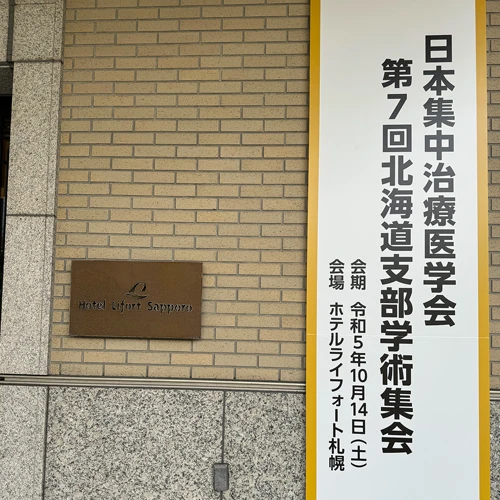 日本集中治療医学会
第7回北海道支部学術集会
会期 令和5年10月14日(土)
会場 ホテルライフォート札幌
Hotel Lifort Sapporo